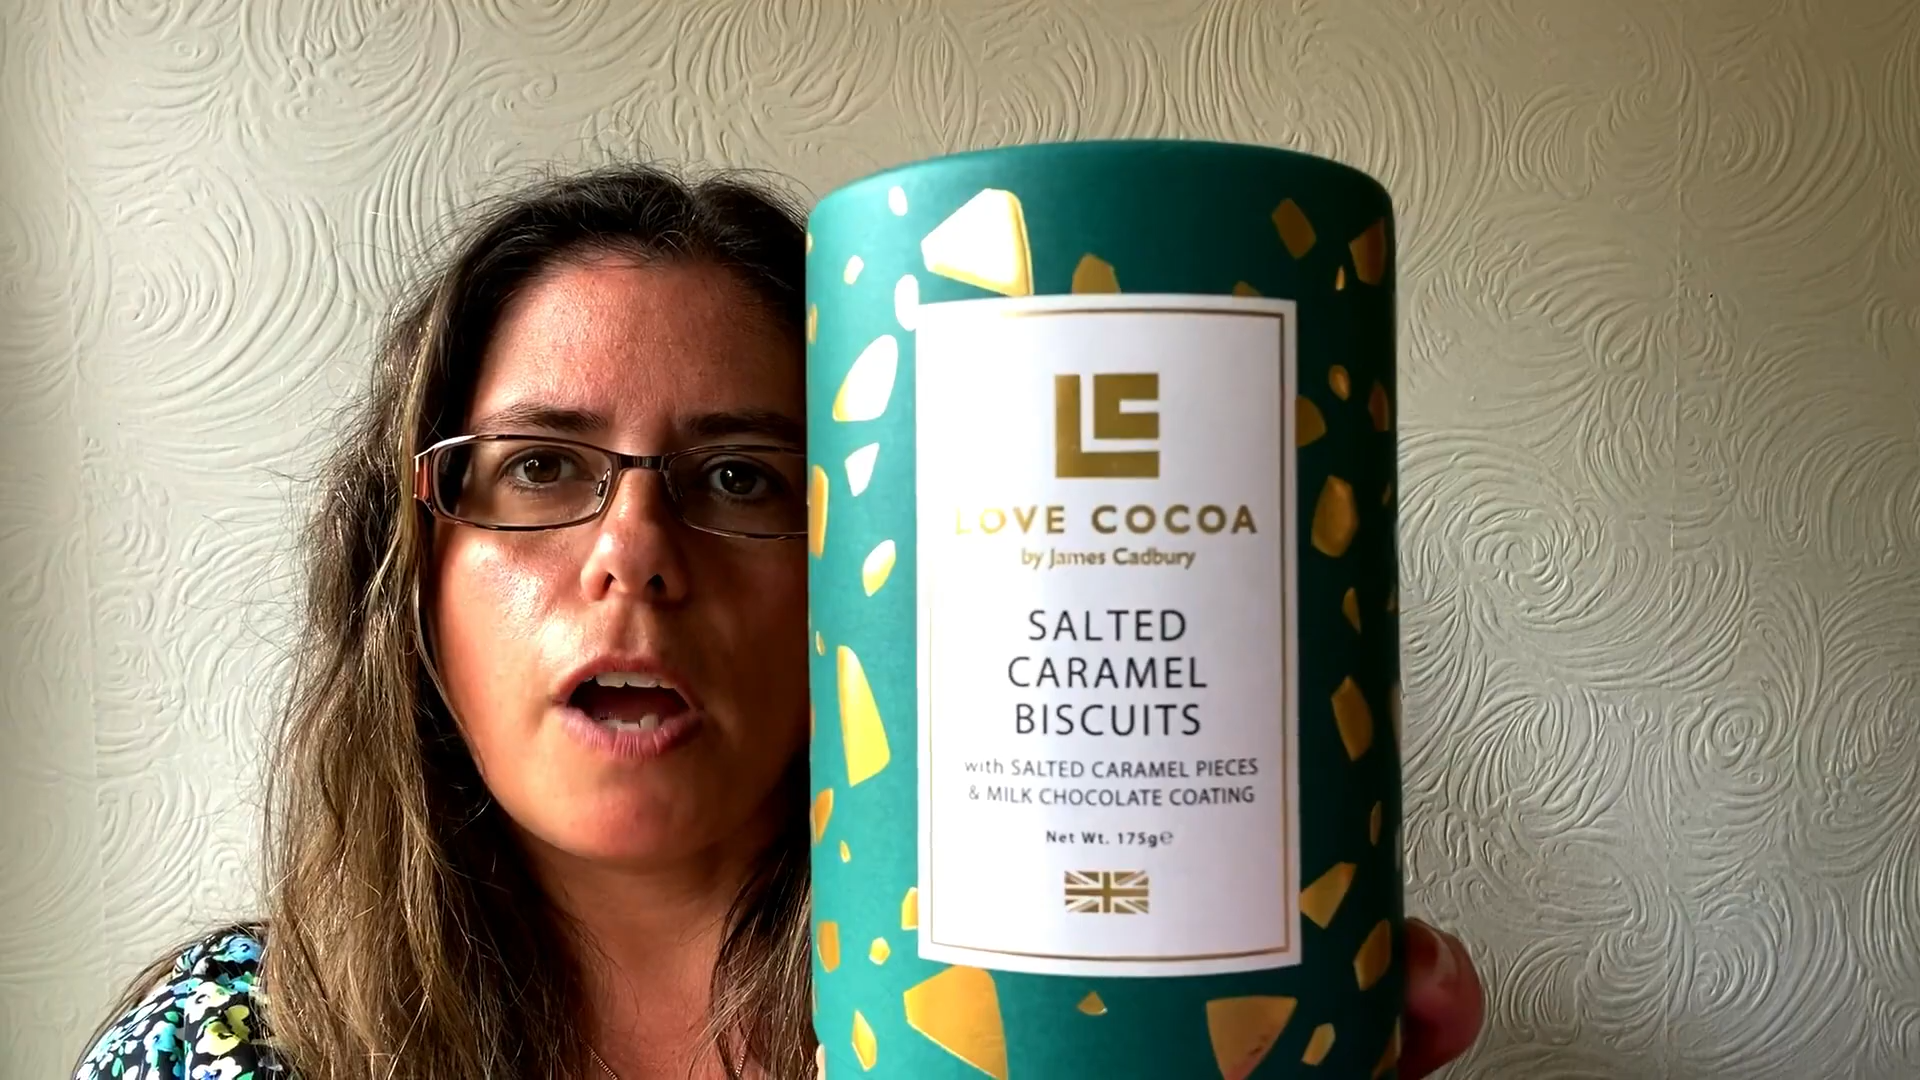 LC
LOVE COCOA
by James Cadbury
SALTED
CARAMEL
BISCUITS
with SALTED CARAMEL PIECES
& MILK CHOCOLATE COATING
Net Wt. 175g℮